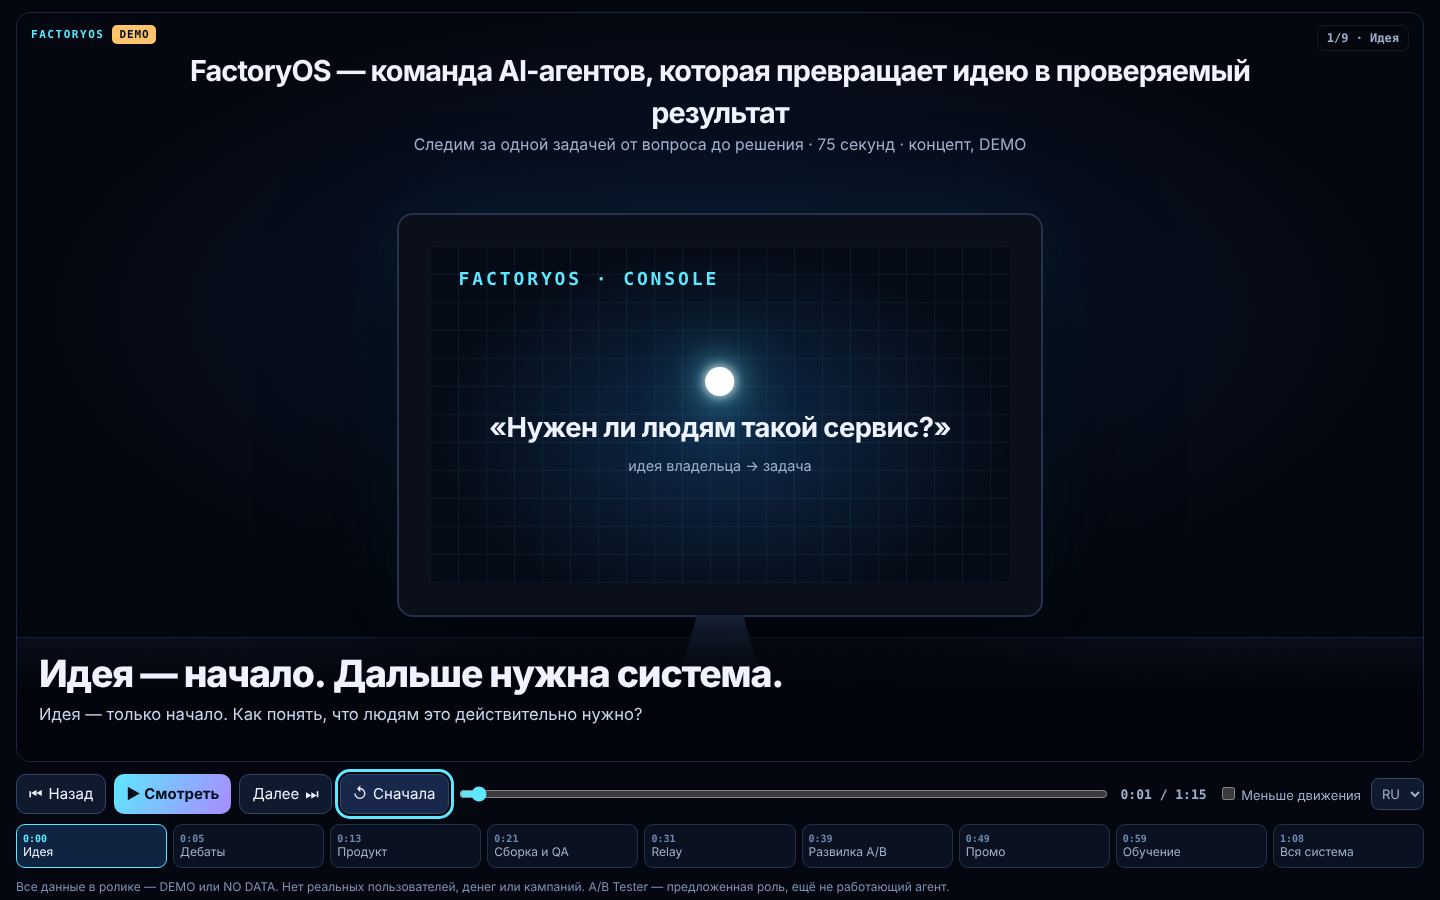 FACTORYOS DEMO
1/9 · Идея
FactoryOS — команда AI-агентов, которая превращает идею в проверяемый
результат
Следим за одной задачей от вопроса до решения · 75 секунд · концепт, DEMO
FACTORYOS · CONSOLE
«Нужен ли людям такой сервис?»
идея владельца → задача
Идея — начало. Дальше нужна система.
Идея — только начало. Как понять, что людям это действительно нужно?
⏮ Назад
▶ Смотреть
Далее ⏭
↺ Сначала
0:01 / 1:15
Меньше движения
RU
0:00
Идея
0:05
Дебаты
0:13
Продукт
0:21
Сборка и QA
0:31
Relay
0:39
Развилка A/B
0:49
Промо
0:59
Обучение
1:08
Вся система
Все данные в ролике — DEMO или NO DATA. Нет реальных пользователей, денег или кампаний. A/B Tester — предложенная роль, ещё не работающий агент.